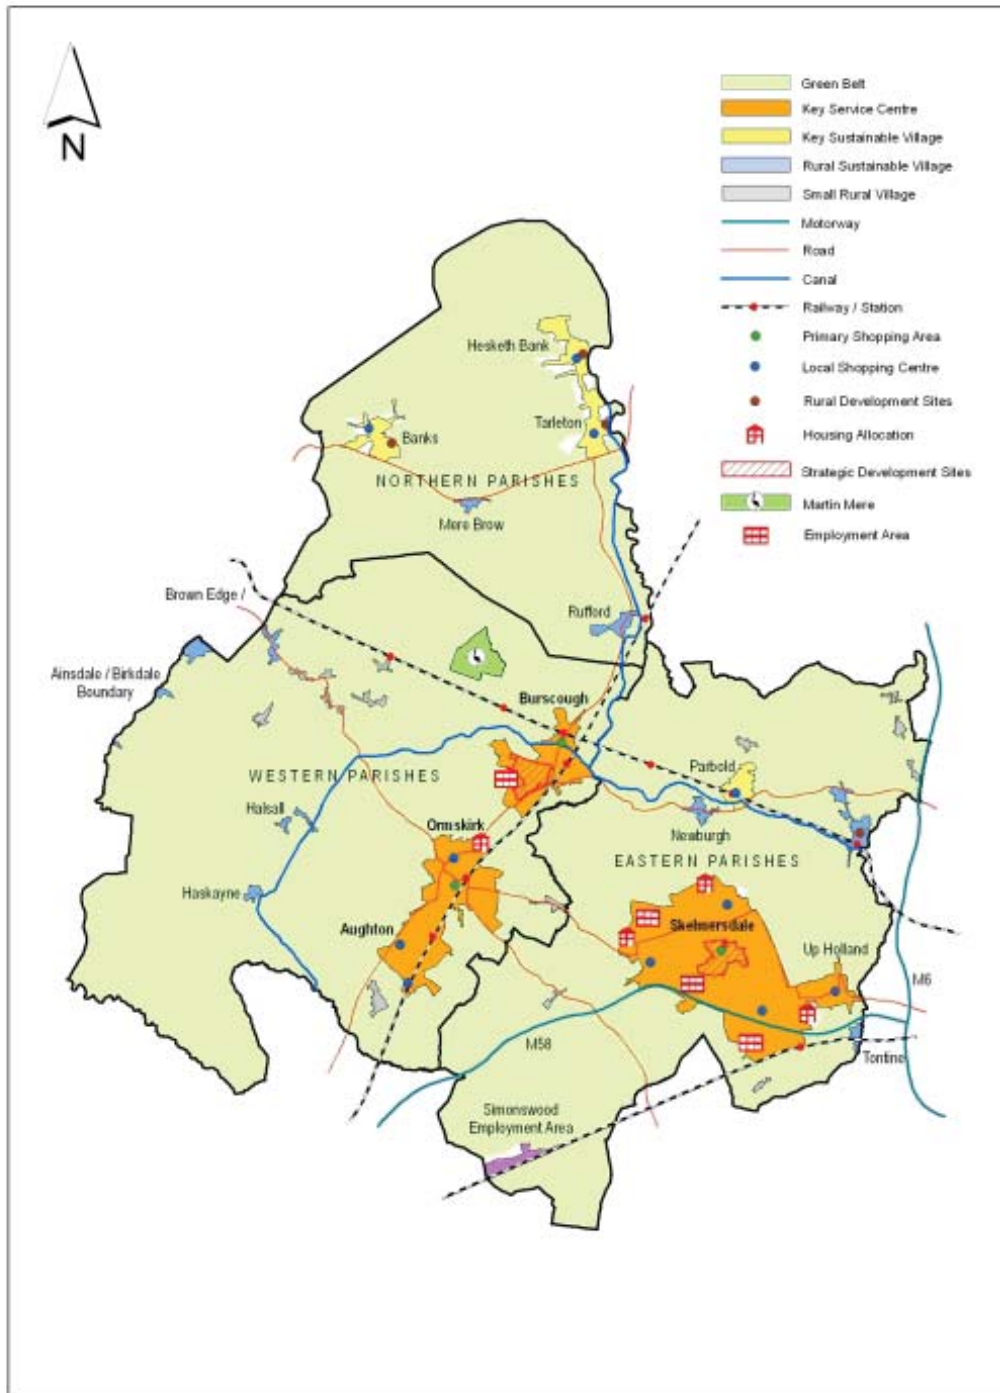 N
Green Belt
Key Service Centre
Key Sustainable Village
Rural Sustainable Village
Small Rural Village
Motorway
Road
Canal
Railway / Station
Primary Shopping Area
Local Shopping Centre
Rural Development Sites
Housing Allocation
Strategic Development Sites
Martin Mere
Employment Area
Hesketh Bank
Tarleton
Banks
NORTHERN PARISHES
Mere Brow
Brown Edge /
Rufford
Ainsdale / Birkdale
Boundary
Burscough
WESTERN PARISHES
Parbold
Halsall
Newburgh
Ormskirk
EASTERN PARISHES
Haskayne
Aughton
Skelmersdale
Up Holland
M6
M58
Tontine
Simonswood
Employment Area